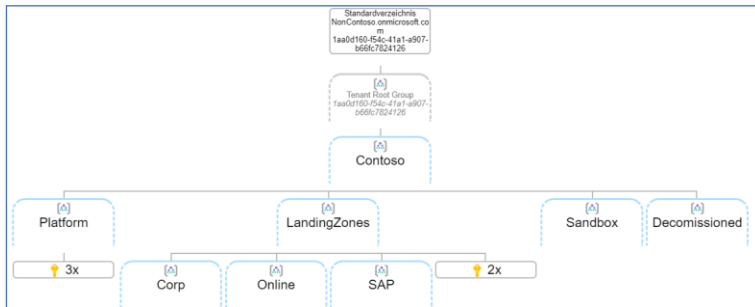 Standardverzeichnis
NonContoso.onmicrosoft.co
m
1aa0d160-f54c-41a1-a907-
b66fc7824126
Tenant Root Group
1aa0d160-f54c-41a1-a907-
b66fc7824126
Contoso
Platform
LandingZones
Sandbox
Decomissioned
3x
Corp
Online
SAP
2x